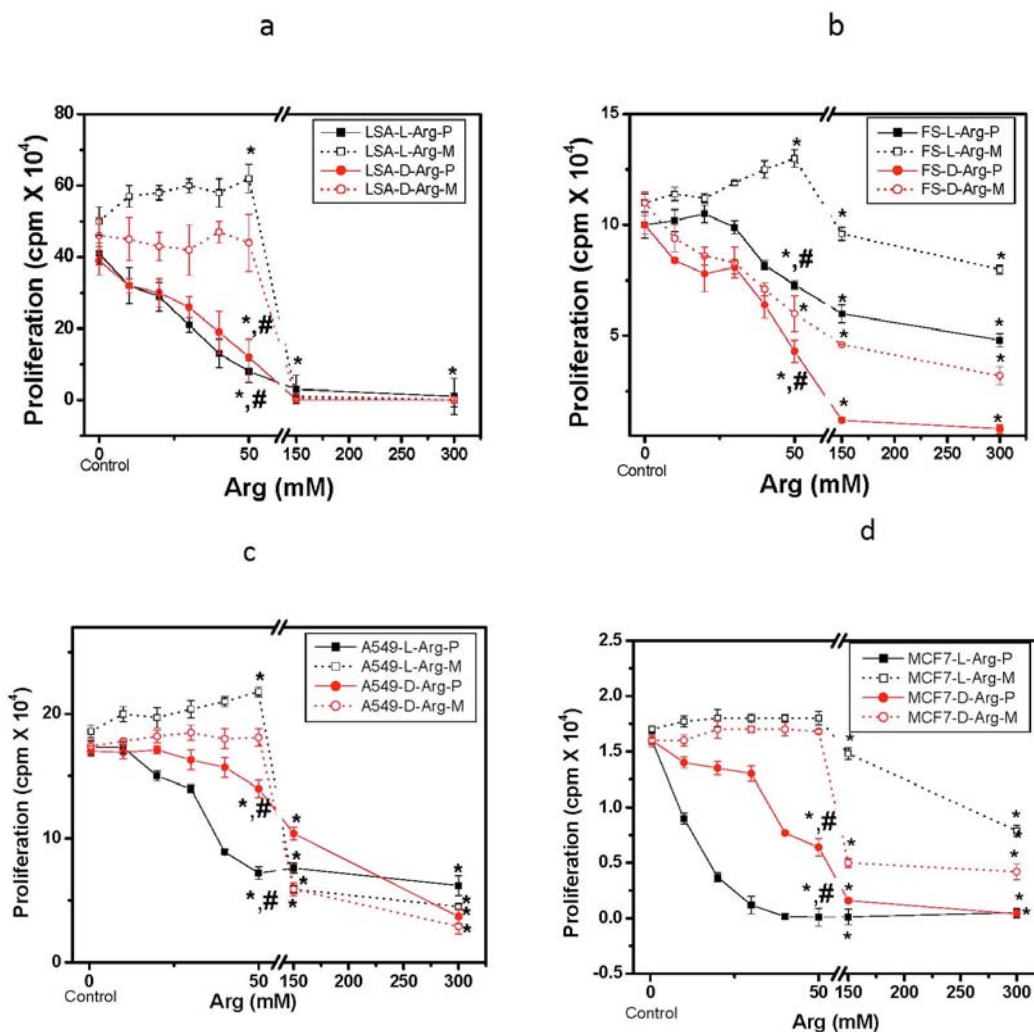 a
Proliferation (cpm X 10⁴)
80
60
40
20
0
LSA-L-Arg-P
LSA-L-Arg-M
LSA-D-Arg-P
LSA-D-Arg-M
*
*,#
*,#
*
*
0 50 150 200 250 300
Control
Arg (mM)
b
Proliferation (cpm X 10⁴)
15
10
5
FS-L-Arg-P
FS-L-Arg-M
FS-D-Arg-P
FS-D-Arg-M
*
*,#
*
*
*
*
*
*
*
*,#
*
*
0 50 150 200 250 300
Control
Arg (mM)
c
Proliferation (cpm X 10⁴)
20
10
0
A549-L-Arg-P
A549-L-Arg-M
A549-D-Arg-P
A549-D-Arg-M
*
*,#
*
*
*
*
*,#
*
*
*
*
0 50 150 200 250 300
Control
Arg (mM)
d
Proliferation (cpm X 10⁴)
2.5
2.0
1.5
1.0
0.5
0.0
-0.5
MCF7-L-Arg-P
MCF7-L-Arg-M
MCF7-D-Arg-P
MCF7-D-Arg-M
*
*
*,#
*
*
*,#
*
*
*
*
0 50 150 200 250 300
Control
Arg (mM)